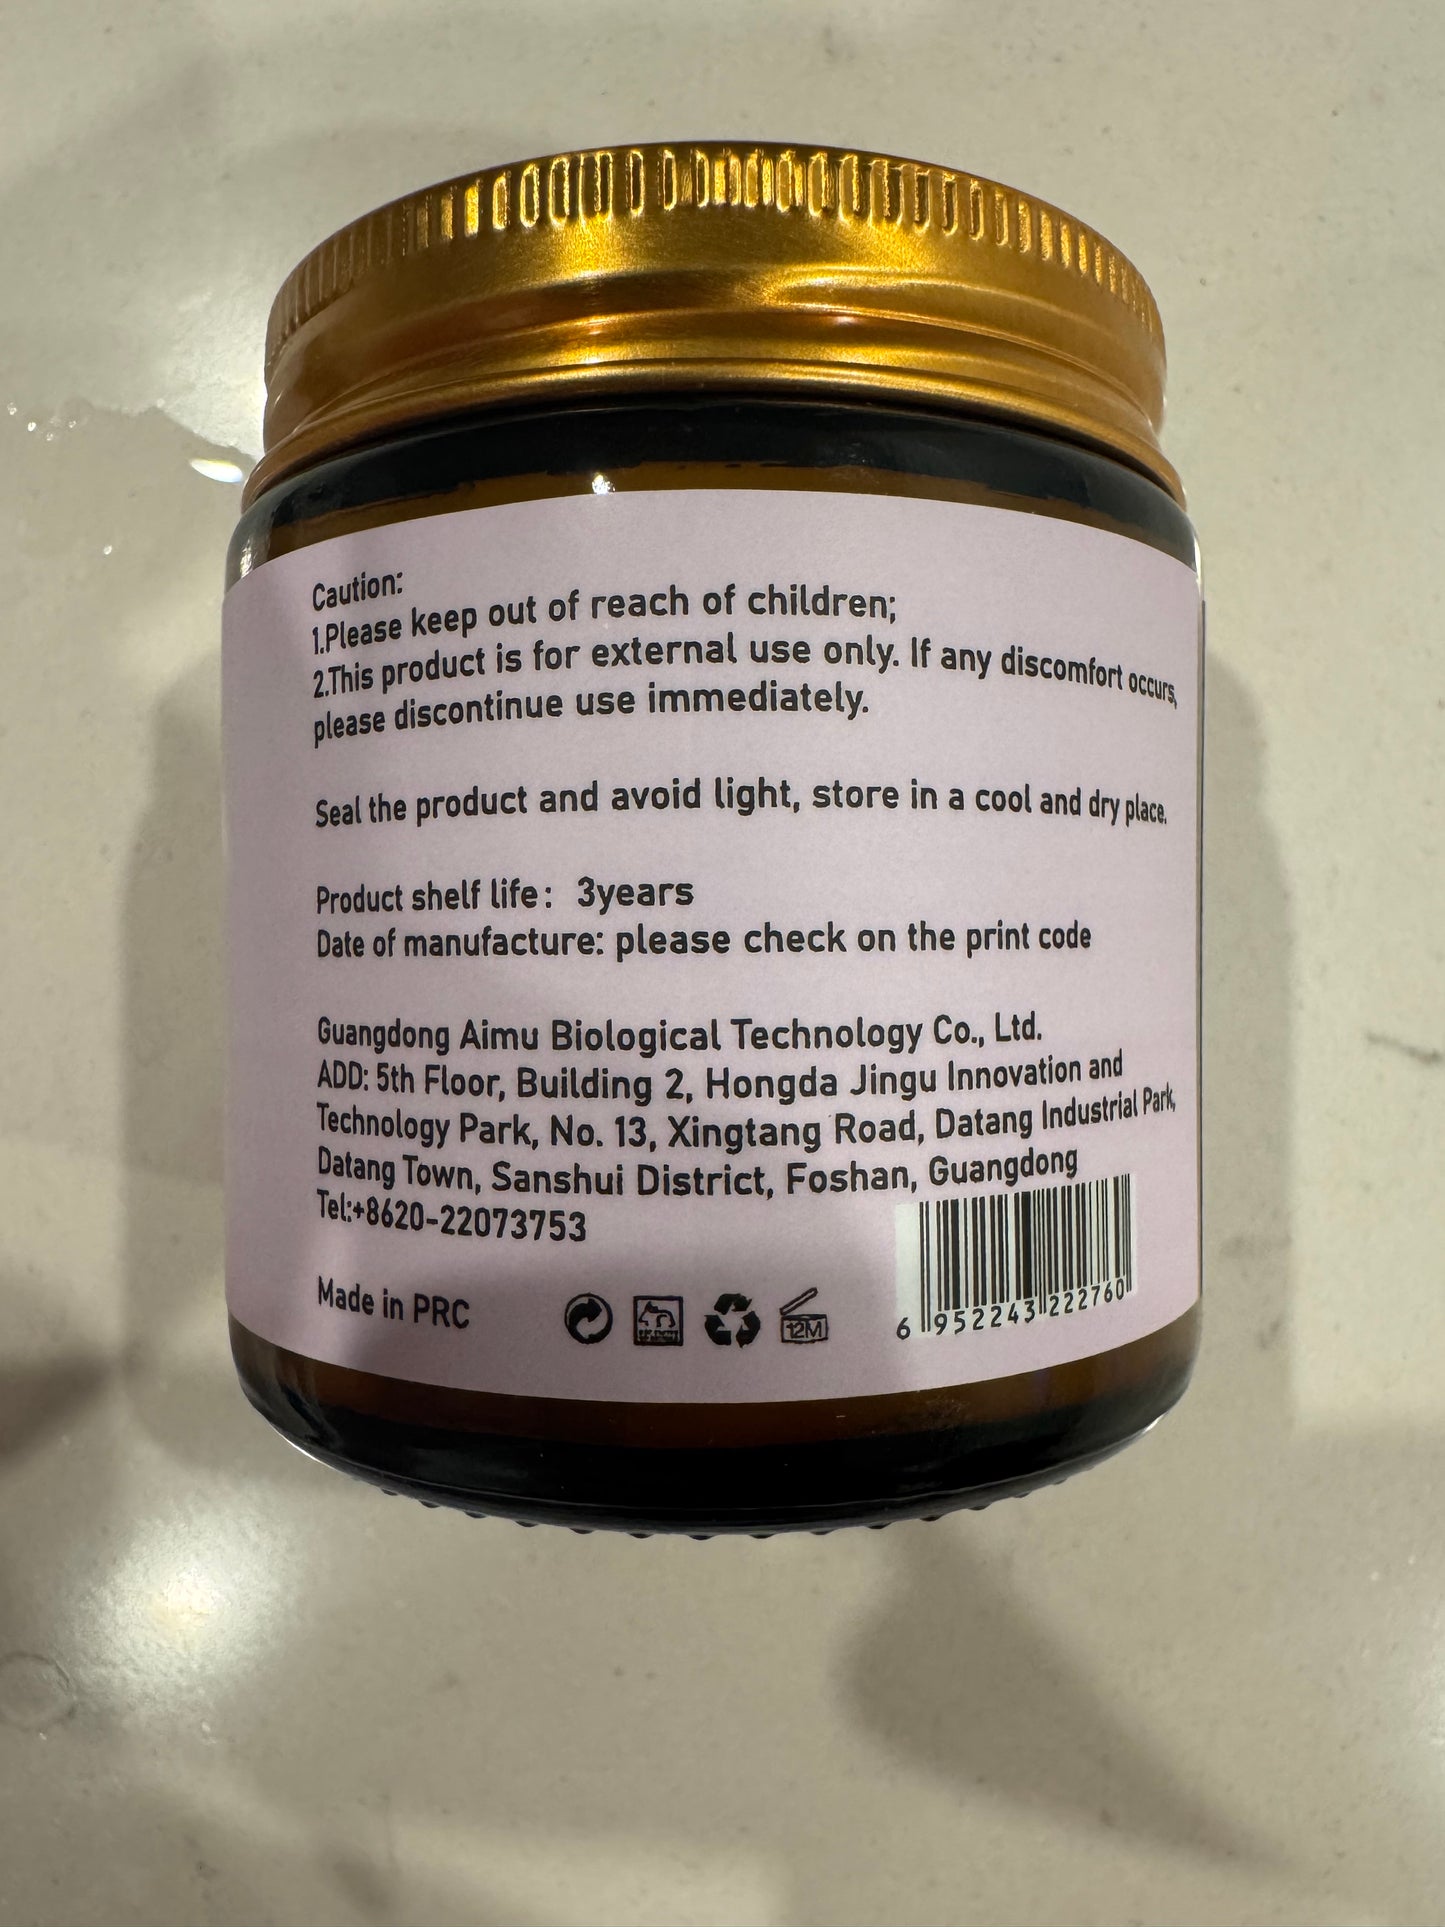 Caution:
1.Please keep out of reach of children;
2.This product is for external use only. If any discomfort occurs,
please discontinue use immediately.
Seal the product and avoid light, store in a cool and dry place.
Product shelf life: 3years
Date of manufacture: please check on the print code
Guangdong Aimu Biological Technology Co., Ltd.
ADD: 5th Floor, Building 2, Hongda Jingu Innovation and
Technology Park, No. 13, Xingtang Road, Datang Industrial Park,
Datang Town, Sanshui District, Foshan, Guangdong
Tel:+8620-22073753
Made in PRC
12M
6 952243 222760